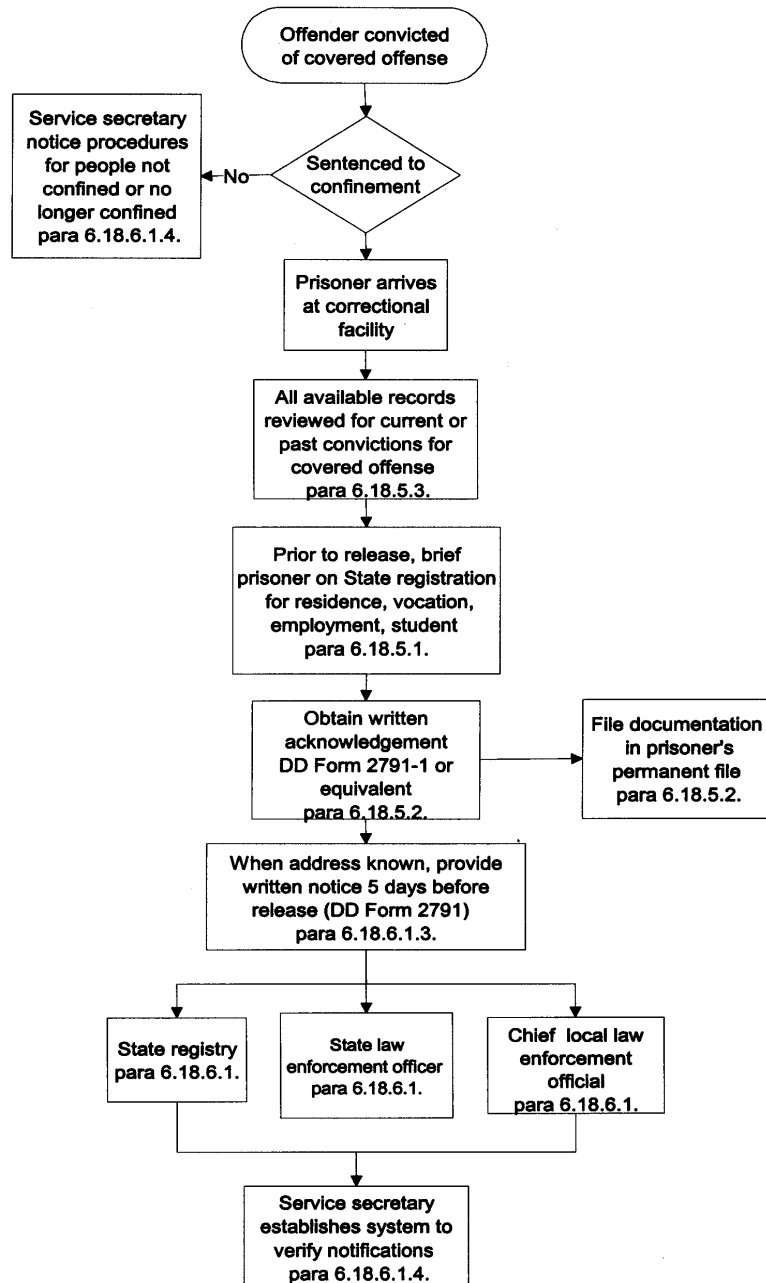 Offender convicted
of covered offense
Service secretary
notice procedures
for people not
confined or no
longer confined
para 6.18.6.1.4.
No
Sentenced to
confinement
Prisoner arrives
at correctional
facility
All available records
reviewed for current or
past convictions for
covered offense
para 6.18.5.3.
Prior to release, brief
prisoner on State registration
for residence, vocation,
employment, student
para 6.18.5.1.
Obtain written
acknowledgement
DD Form 2791-1 or
equivalent
para 6.18.5.2.
File documentation
in prisoner's
permanent file
para 6.18.5.2.
When address known, provide
written notice 5 days before
release (DD Form 2791)
para 6.18.6.1.3.
State registry
para 6.18.6.1.
State law
enforcement officer
para 6.18.6.1.
Chief local law
enforcement
official
para 6.18.6.1.
Service secretary
establishes system to
verify notifications
para 6.18.6.1.4.